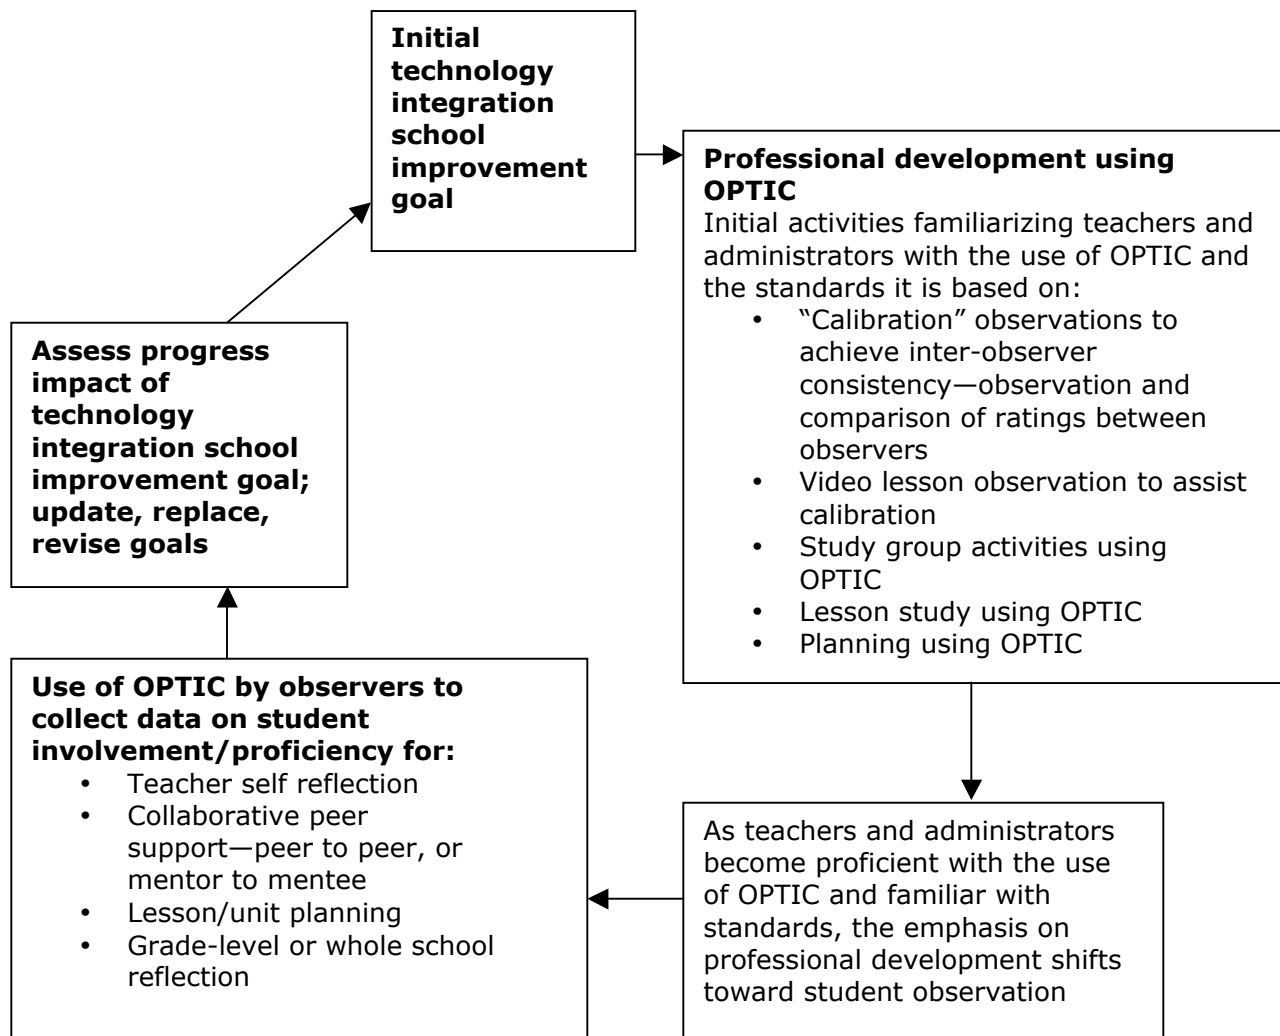 Initial
technology
integration
school
improvement
goal
Professional development using
OPTIC
Initial activities familiarizing teachers and
administrators with the use of OPTIC and
the standards it is based on:
• “Calibration” observations to
achieve inter-observer
consistency—observation and
comparison of ratings between
observers
• Video lesson observation to assist
calibration
• Study group activities using
OPTIC
• Lesson study using OPTIC
• Planning using OPTIC
As teachers and administrators
become proficient with the use
of OPTIC and familiar with
standards, the emphasis on
professional development shifts
toward student observation
Use of OPTIC by observers to
collect data on student
involvement/proficiency for:
• Teacher self reflection
• Collaborative peer
support—peer to peer, or
mentor to mentee
• Lesson/unit planning
• Grade-level or whole school
reflection
Assess progress
impact of
technology
integration school
improvement goal;
update, replace,
revise goals